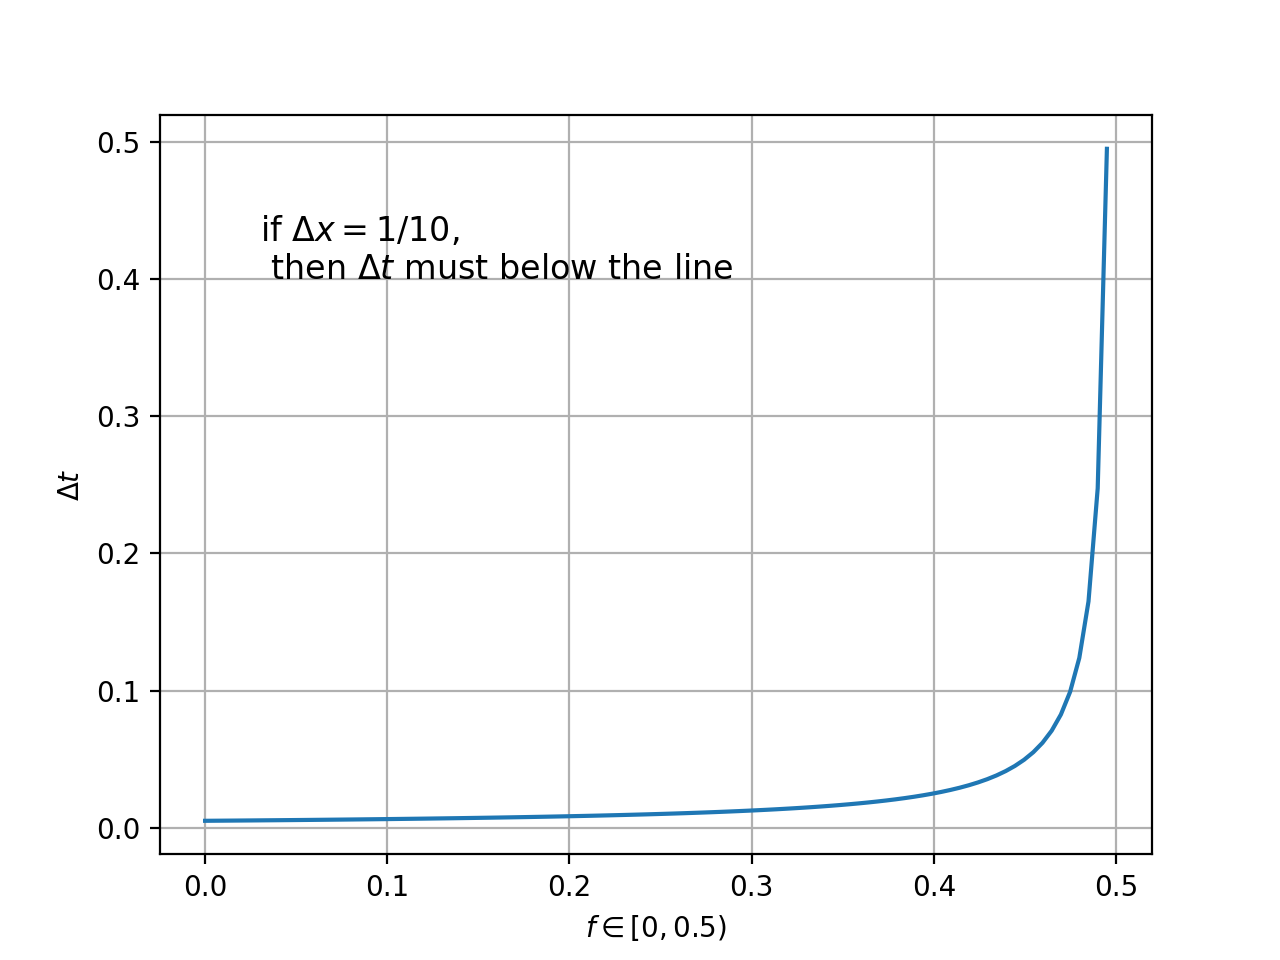 if Δx = 1/10,
then Δt must below the line
0.5
0.4
0.3
0.2
0.1
0.0
Δt
0.0 0.1 0.2 0.3 0.4 0.5
f ∈ [0, 0.5)